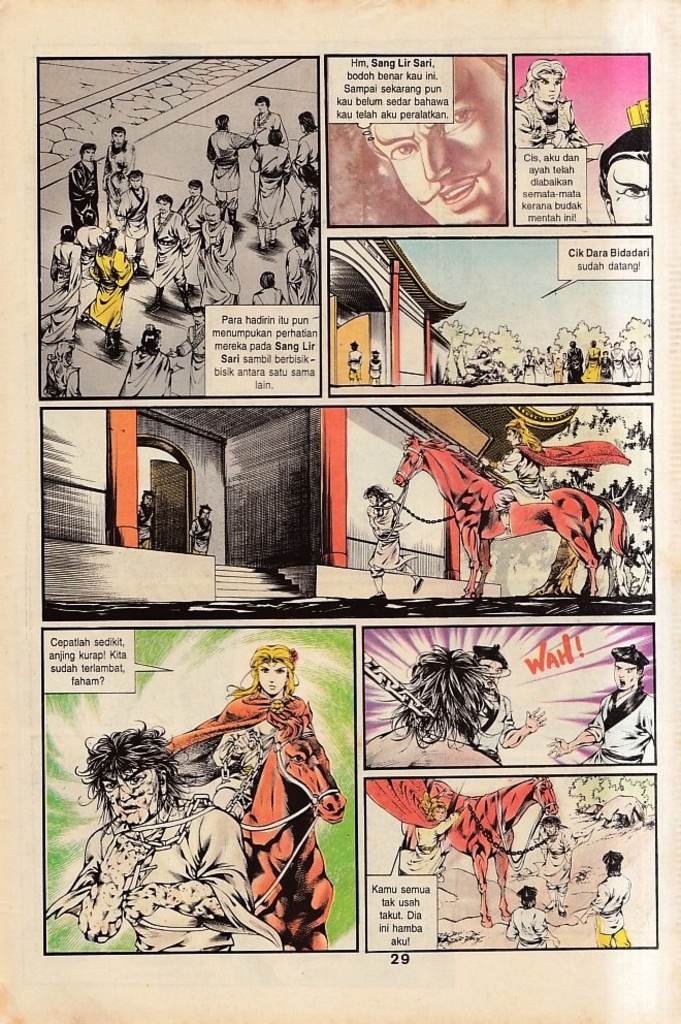 Para hadirin itu pun
menumpukan perhatian
mereka pada Sang Lir
Sari sambil berbisik-
bisik antara satu sama
lain.
Hm, Sang Lir Sari,
bodoh benar kau ini.
Sampai sekarang pun
kau belum sedar bahawa
kau telah aku peralatkan.
Cis, aku dan
ayah telah
diabaikan
semata-mata
kerana budak
mentah ini!
Cik Dara Bidadari
sudah datang!
Cepatlah sedikit,
anjing kurap! Kita
sudah terlambat,
faham?
WAH!
Kamu semua
tak usah
takut. Dia
ini hamba
aku!
29